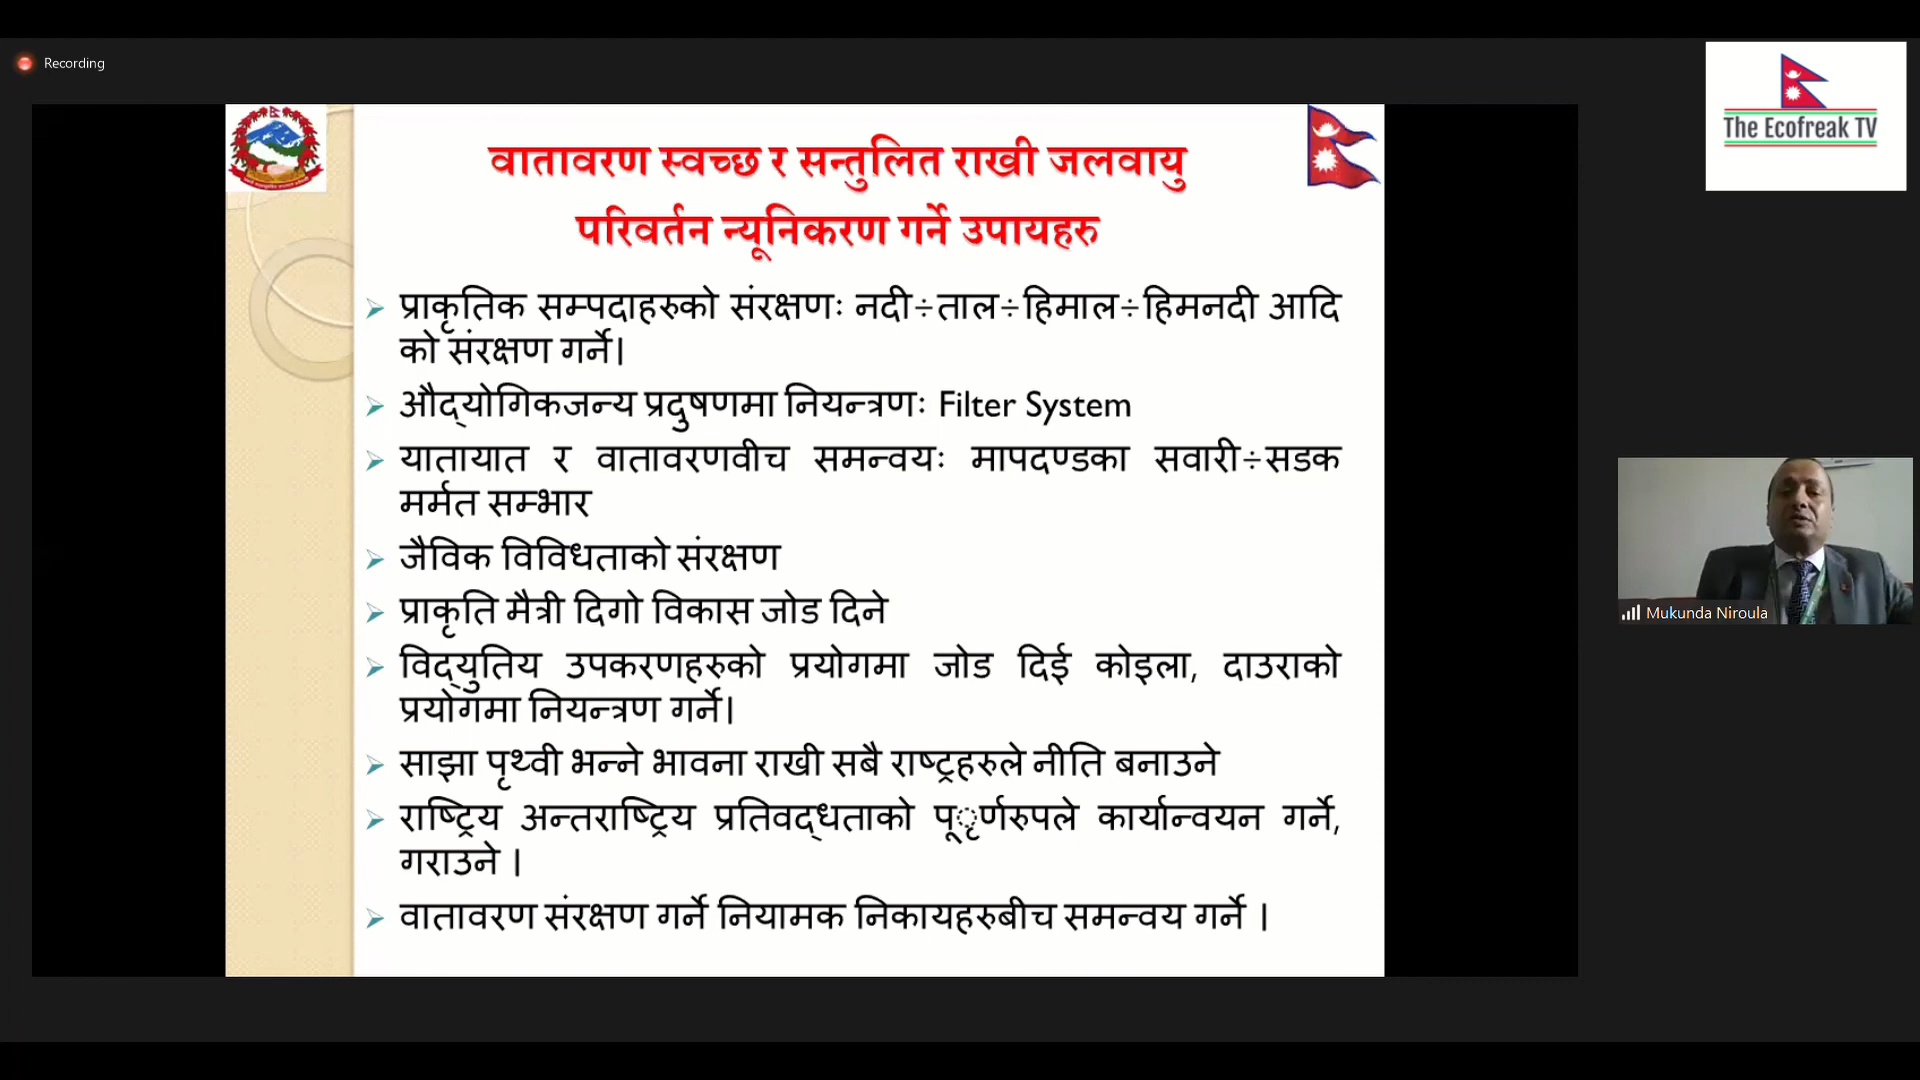 Recording
The Ecofreak TV
वातावरण स्वच्छ र सन्तुलित राखी जलवायु
परिवर्तन न्यूनिकरण गर्ने उपायहरु
प्राकृतिक सम्पदाहरुको संरक्षणः नदी÷ताल÷हिमाल÷हिमनदी आदि
को संरक्षण गर्ने।
औद्योगिकजन्य प्रदुषणमा नियन्त्रणः Filter System
यातायात र वातावरणवीच समन्वयः मापदण्डका सवारी÷सडक
मर्मत सम्भार
जैविक विविधताको संरक्षण
प्राकृति मैत्री दिगो विकास जोड दिने
विद्युतिय उपकरणहरुको प्रयोगमा जोड दिई कोइला, दाउराको
प्रयोगमा नियन्त्रण गर्ने।
साझा पृथ्वी भन्ने भावना राखी सबै राष्ट्रहरुले नीति बनाउने
राष्ट्रिय अन्तराष्ट्रिय प्रतिवद्धताको पूृर्णरुपले कार्यान्वयन गर्ने,
गराउने ।
वातावरण संरक्षण गर्ने नियामक निकायहरुबीच समन्वय गर्ने ।
Mukunda Niroula